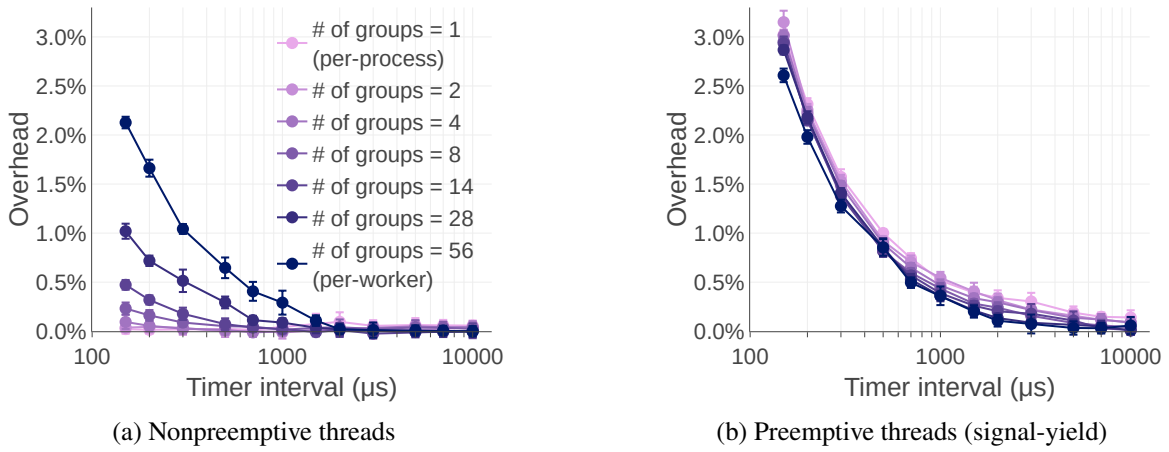 3.0%
2.5%
2.0%
1.5%
1.0%
0.5%
0.0%
Overhead
# of groups = 1
(per-process)
# of groups = 2
# of groups = 4
# of groups = 8
# of groups = 14
# of groups = 28
# of groups = 56
(per-worker)
100
1000
10000
Timer interval (µs)
(a) Nonpreemptive threads
3.0%
2.5%
2.0%
1.5%
1.0%
0.5%
0.0%
Overhead
100
1000
10000
Timer interval (µs)
(b) Preemptive threads (signal-yield)